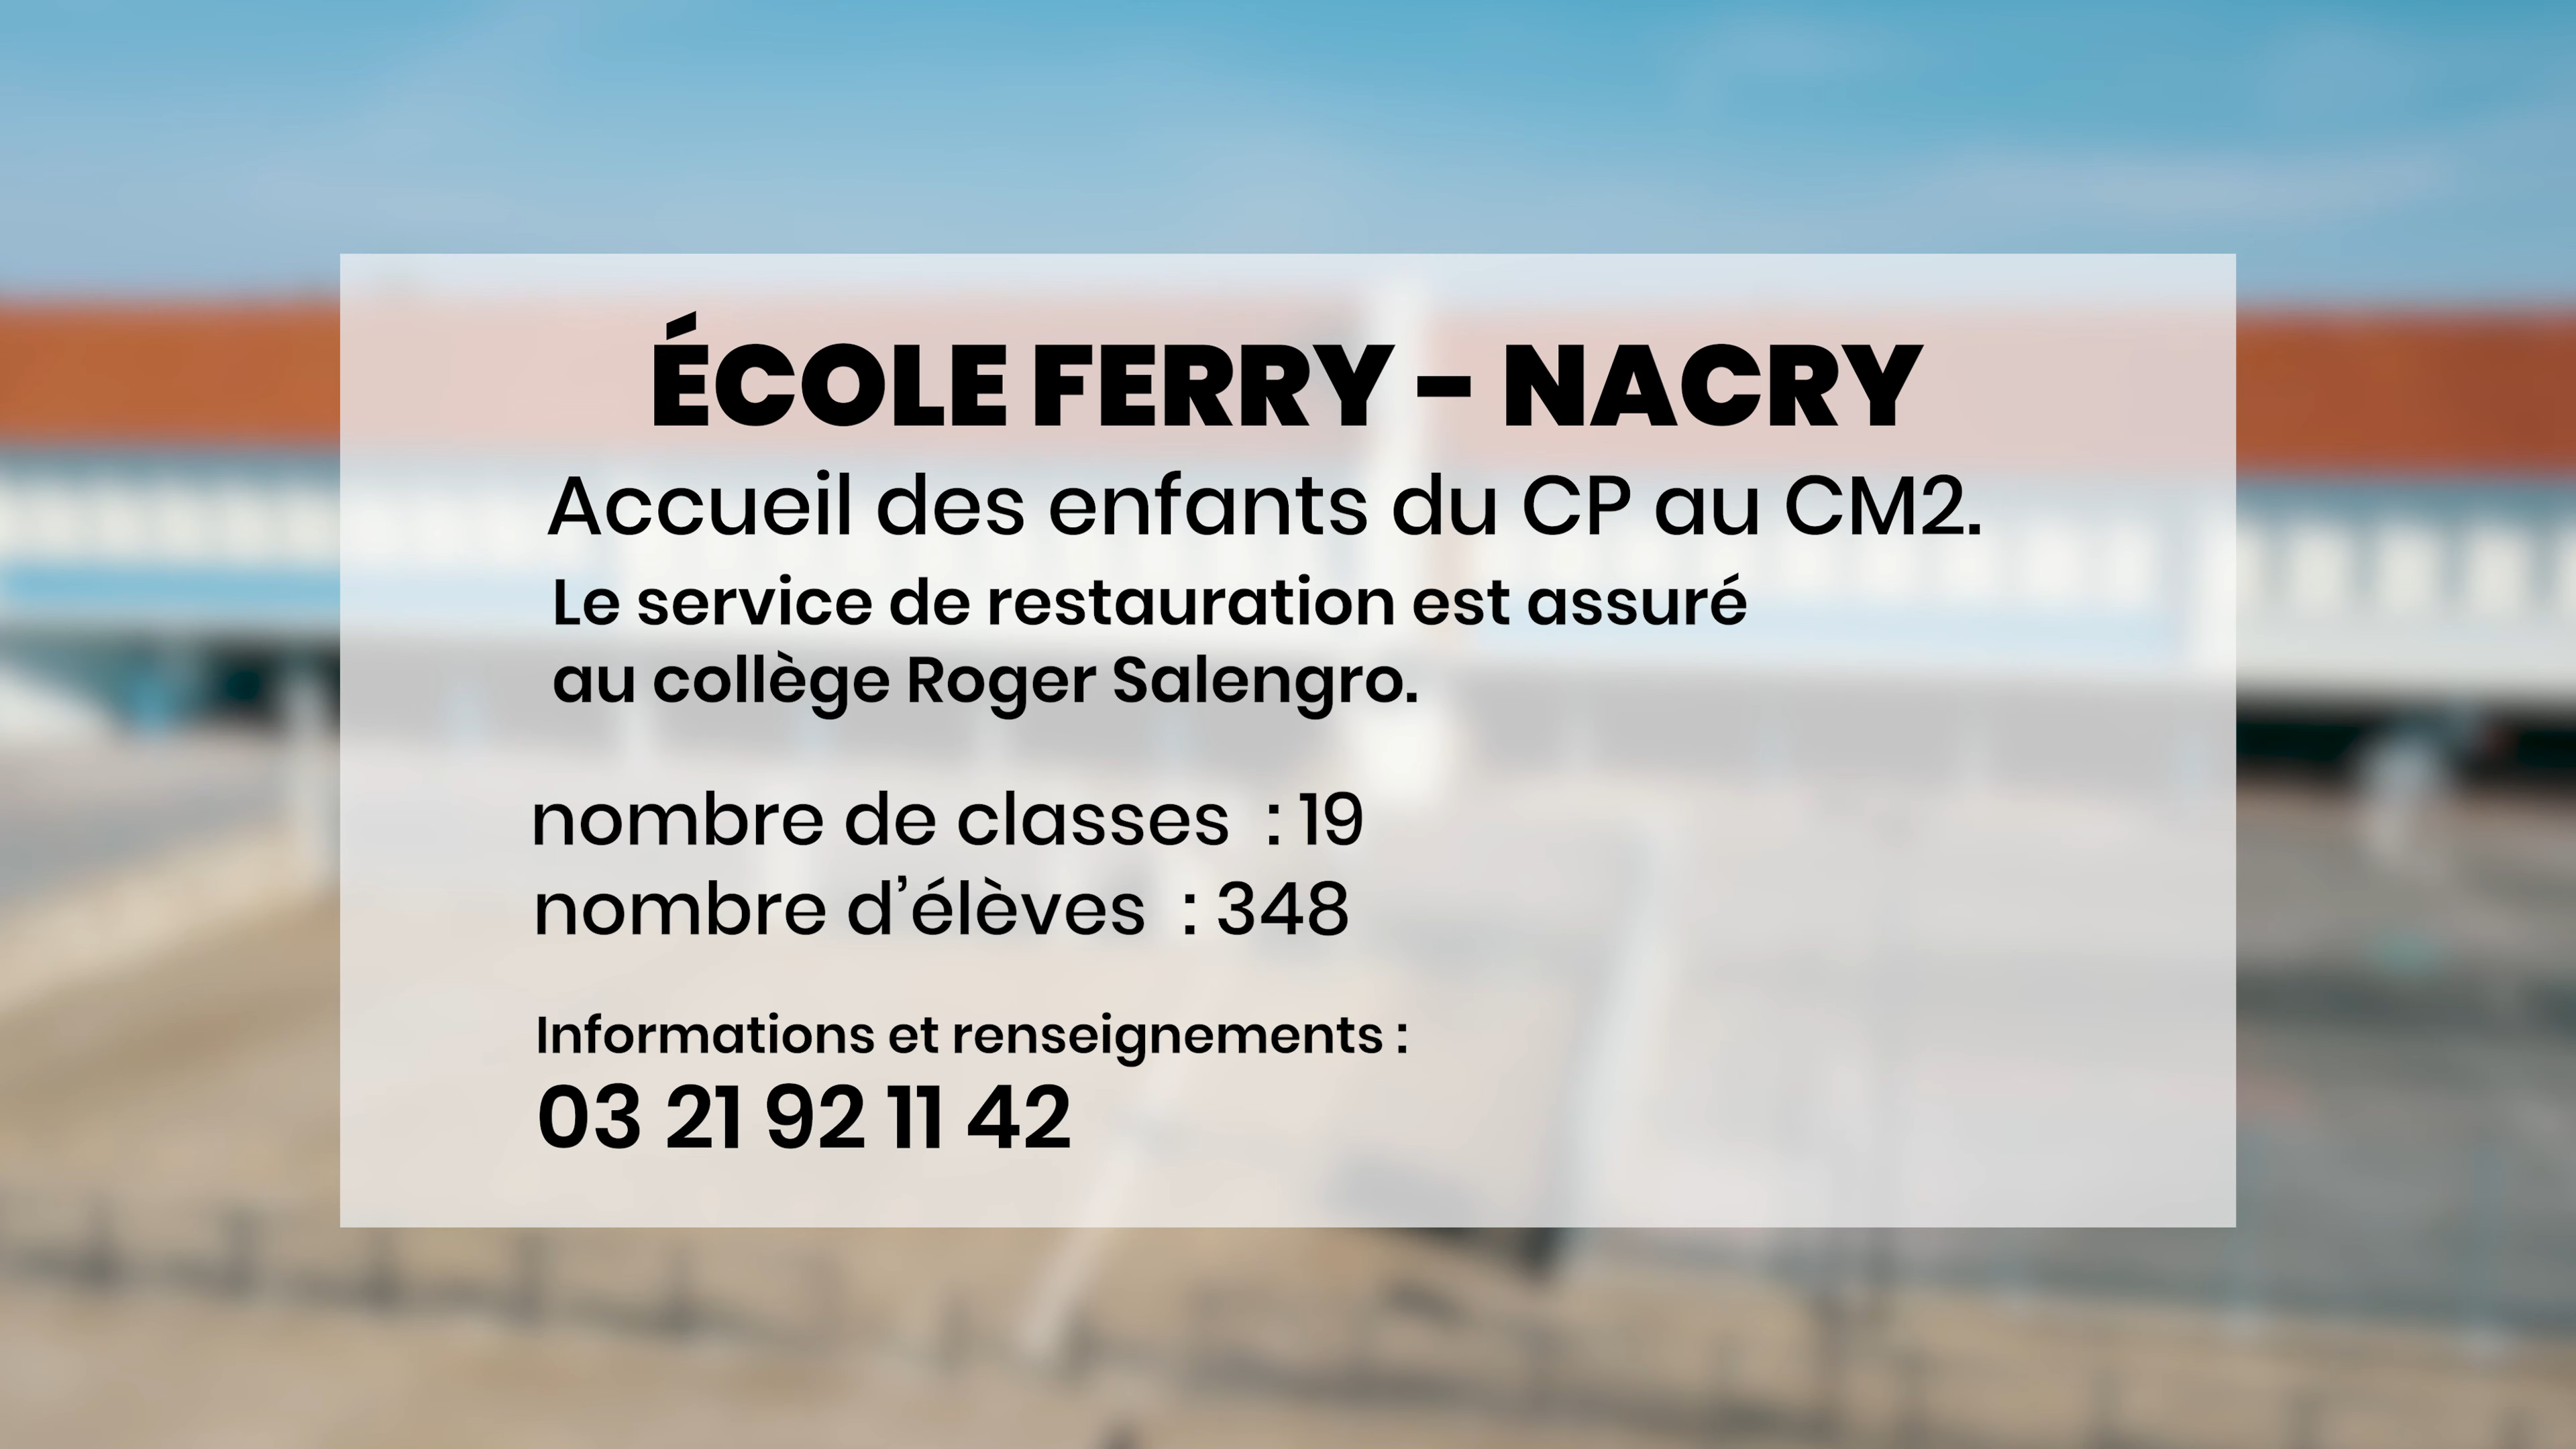 ÉCOLE FERRY - NACRY
Accueil des enfants du CP au CM2.
Le service de restauration est assuré
au collège Roger Salengro.
nombre de classes : 19
nombre d’élèves : 348
Informations et renseignements :
03 21 92 11 42